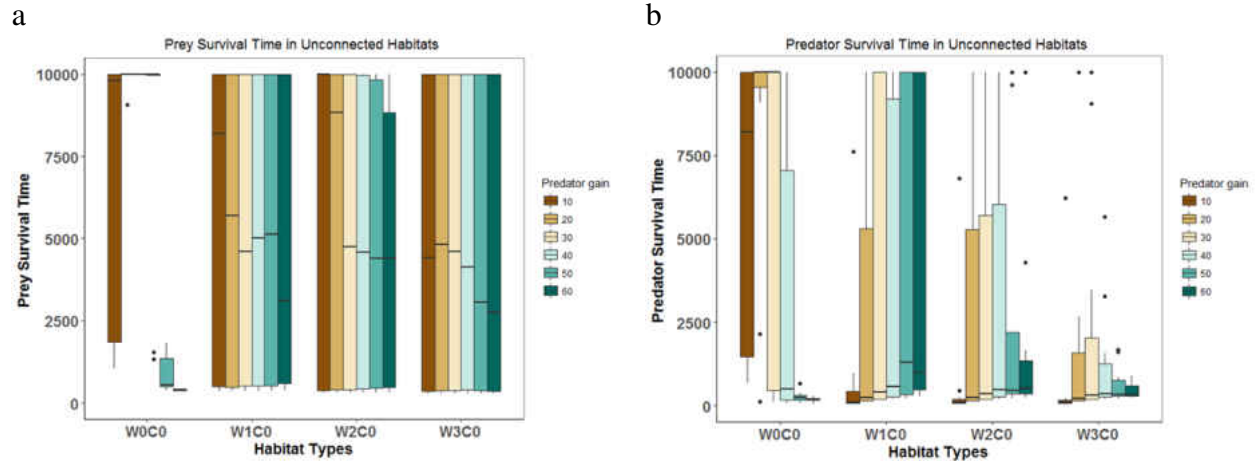 a
Prey Survival Time in Unconnected Habitats
Prey Survival Time
10000
7500
5000
2500
0
W0C0 W1C0 W2C0 W3C0
Habitat Types
Predator gain
10
20
30
40
50
60
b
Predator Survival Time in Unconnected Habitats
Predator Survival Time
10000
7500
5000
2500
0
W0C0 W1C0 W2C0 W3C0
Habitat Types
Predator gain
10
20
30
40
50
60